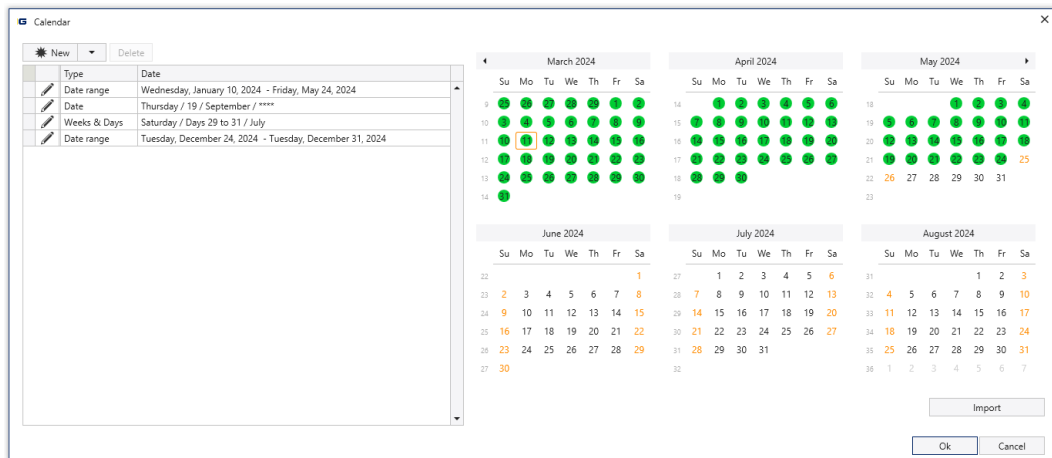 G Calendar
New Delete
Type Date
Date range Wednesday, January 10, 2024 - Friday, May 24, 2024
Date Thursday / 19 / September / ****
Weeks & Days Saturday / Days 29 to 31 / July
Date range Tuesday, December 24, 2024 - Tuesday, December 31, 2024
March 2024
Su Mo Tu We Th Fr Sa
9 25 26 27 28 29 1 2
10 3 4 5 6 7 8 9
11 10 11 12 13 14 15 16
12 17 18 19 20 21 22 23
13 24 25 26 27 28 29 30
14 31
April 2024
Su Mo Tu We Th Fr Sa
14 1 2 3 4 5 6
15 7 8 9 10 11 12 13
16 14 15 16 17 18 19 20
17 21 22 23 24 25 26 27
18 28 29 30
19
May 2024
Su Mo Tu We Th Fr Sa
18 1 2 3 4
19 5 6 7 8 9 10 11
20 12 13 14 15 16 17 18
21 19 20 21 22 23 24 25
22 26 27 28 29 30 31
23
June 2024
Su Mo Tu We Th Fr Sa
22 1
23 2 3 4 5 6 7 8
24 9 10 11 12 13 14 15
25 16 17 18 19 20 21 22
26 23 24 25 26 27 28 29
27 30
July 2024
Su Mo Tu We Th Fr Sa
27 1 2 3 4 5 6
28 7 8 9 10 11 12 13
29 14 15 16 17 18 19 20
30 21 22 23 24 25 26 27
31 28 29 30 31
32
August 2024
Su Mo Tu We Th Fr Sa
31 1 2 3
32 4 5 6 7 8 9 10
33 11 12 13 14 15 16 17
34 18 19 20 21 22 23 24
35 25 26 27 28 29 30 31
36 1 2 3 4 5 6 7
Import
Ok Cancel